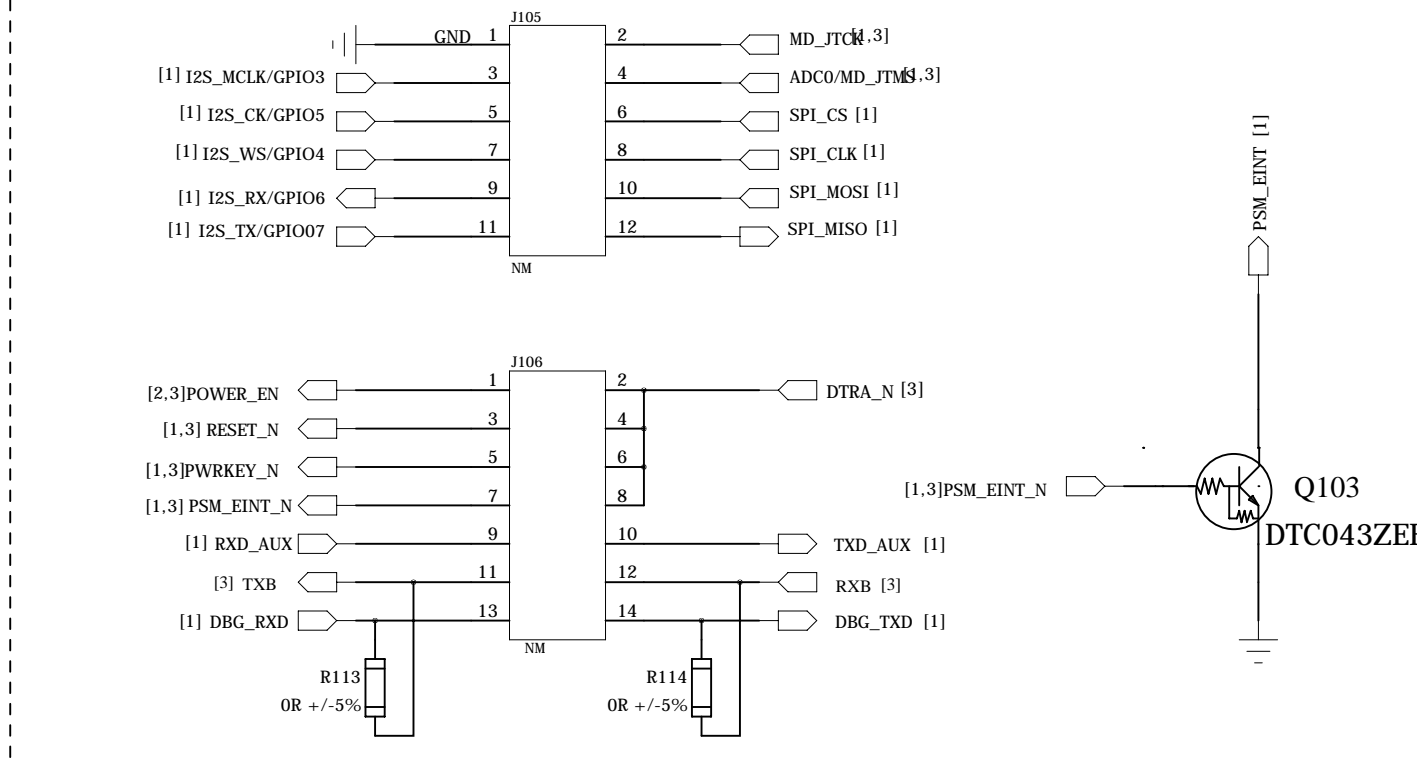 J105
GND 1 2 MD_JTCK[1,3]
[1] I2S_MCLK/GPIO3 3 4 ADC0/MD_JTMS[1,3]
[1] I2S_CK/GPIO5 5 6 SPI_CS [1]
[1] I2S_WS/GPIO4 7 8 SPI_CLK [1]
[1] I2S_RX/GPIO6 9 10 SPI_MOSI [1]
[1] I2S_TX/GPIO07 11 12 SPI_MISO [1]
NM
PSM_EINT [1]
J106
[2,3]POWER_EN 1 2 DTRA_N [3]
[1,3] RESET_N 3 4
[1,3]PWRKEY_N 5 6
[1,3] PSM_EINT_N 7 8
[1] RXD_AUX 9 10 TXD_AUX [1]
[3] TXB 11 12 RXB [3]
[1] DBG_RXD 13 14 DBG_TXD [1]
NM
R113
0R +/-5%
R114
0R +/-5%
[1,3]PSM_EINT_N
Q103